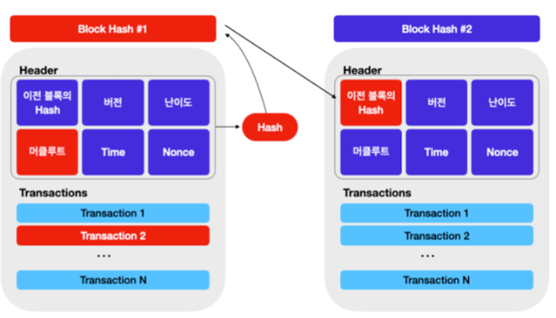 Block Hash #1
Header
이전 블록의
Hash
버전
난이도
머클루트
Time
Nonce
Transactions
Transaction 1
Transaction 2
...
Transaction N
Hash
Block Hash #2
Header
이전 블록의
Hash
버전
난이도
머클루트
Time
Nonce
Transactions
Transaction 1
Transaction 2
...
Transaction N